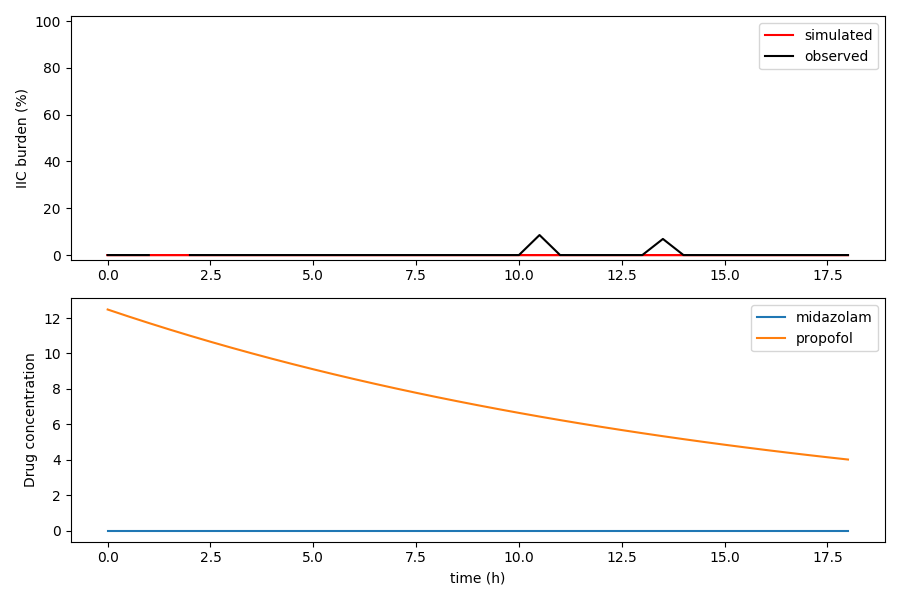 100
80
60
40
20
0
IIC burden (%)
simulated
observed
0.0 2.5 5.0 7.5 10.0 12.5 15.0 17.5
12
10
8
6
4
2
0
Drug concentration
midazolam
propofol
0.0 2.5 5.0 7.5 10.0 12.5 15.0 17.5
time (h)